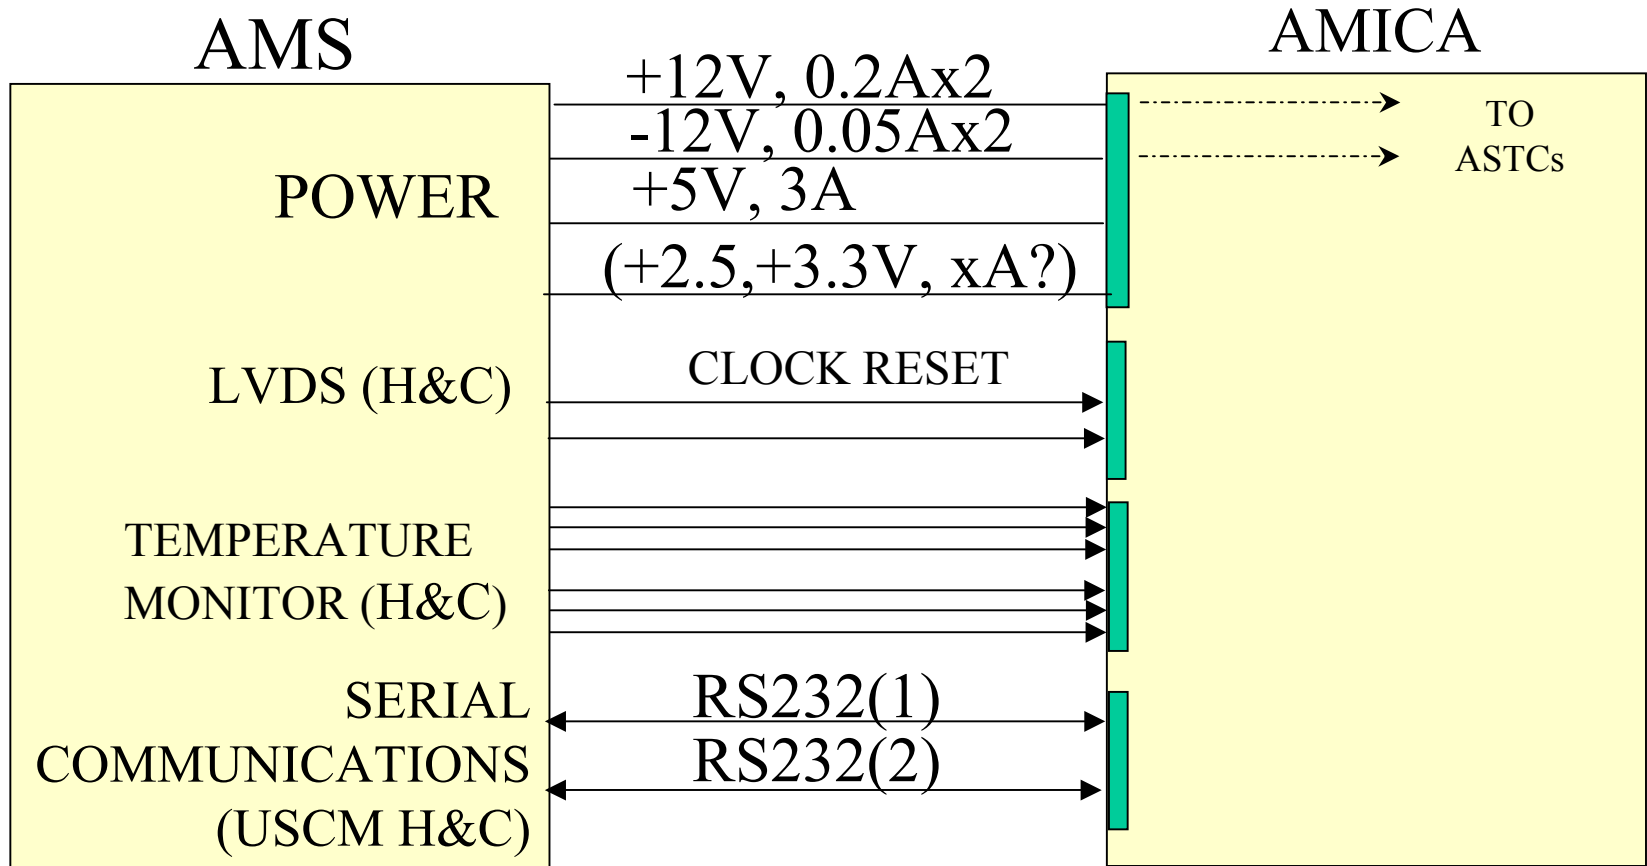 AMS
AMICA
+12V, 0.2Ax2
-12V, 0.05Ax2
+5V, 3A
(+2.5,+3.3V, xA?)
POWER
TO
ASTCs
LVDS (H&C)
CLOCK RESET
TEMPERATURE
MONITOR (H&C)
SERIAL
COMMUNICATIONS
(USCM H&C)
RS232(1)
RS232(2)